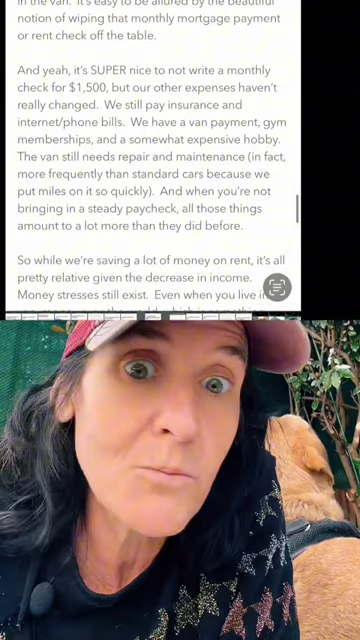 in the van. It's easy to be allured by the beautiful
notion of wiping that monthly mortgage payment
or rent check off the table.
And yeah, it's SUPER nice to not write a monthly
check for $1,500, but our other expenses haven't
really changed. We still pay insurance and
internet/phone bills. We have a van payment, gym
memberships, and a somewhat expensive hobby.
The van still needs repair and maintenance (in fact,
more frequently than standard cars because we
put miles on it so quickly). And when you're not
bringing in a steady paycheck, all those things
amount to a lot more than they did before.
So while we're saving a lot of money on rent, it's all
pretty relative given the decrease in income.
Money stresses still exist. Even when you live